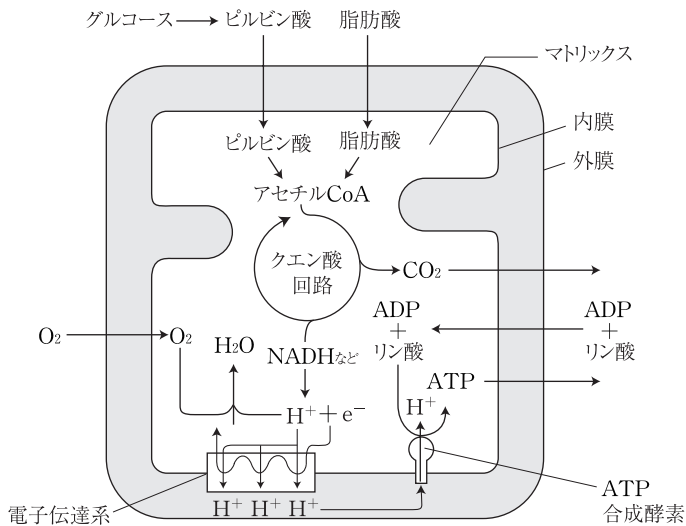 グルコース ピルビン酸 脂肪酸
マトリックス
内膜
外膜
ピルビン酸 脂肪酸
アセチルCoA
クエン酸
回路
CO₂
ADP
+
リン酸
ADP
+
リン酸
O₂ O₂
H₂O
NADHなど
ATP
H⁺+e⁻
H⁺
H⁺ H⁺ H⁺
電子伝達系
ATP
合成酵素